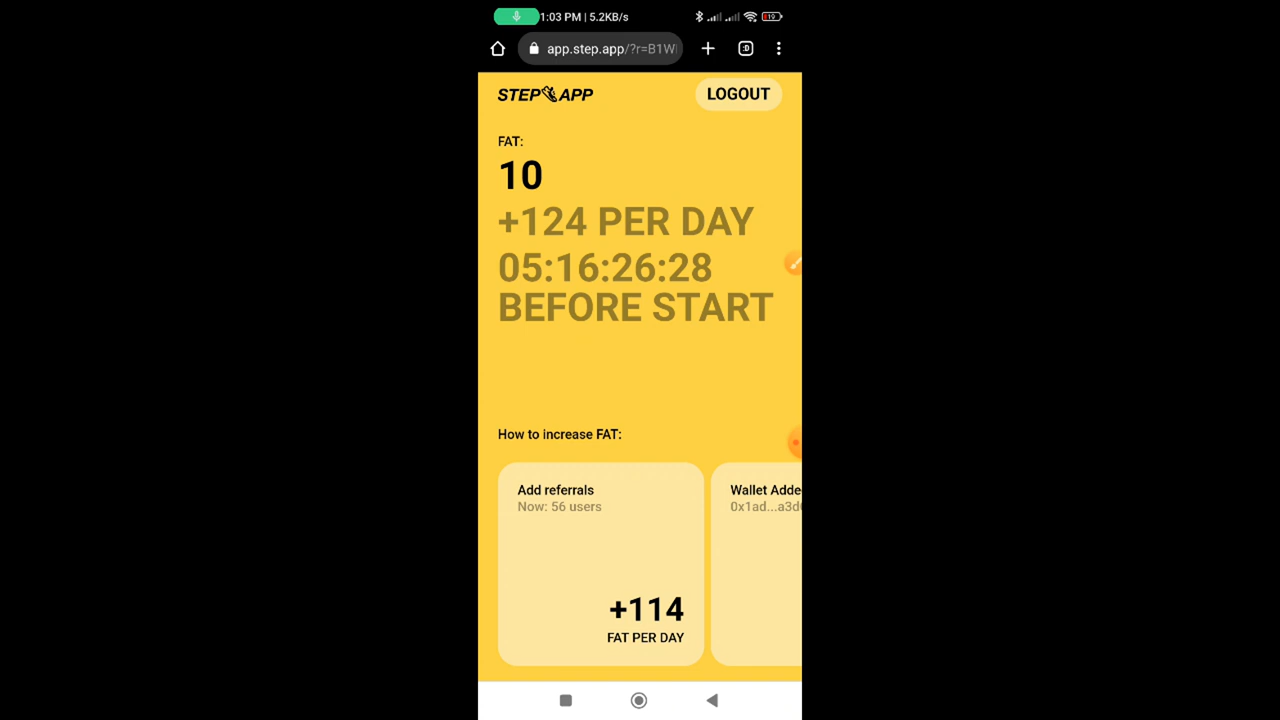 1:03 PM | 5.2KB/s
19
app.step.app/?r=B1W
:D
STEP APP
LOGOUT
FAT:
10
+124 PER DAY
05:16:26:28
BEFORE START
How to increase FAT:
Add referrals
Now: 56 users
+114
FAT PER DAY
Wallet Adde
0x1ad...a3d